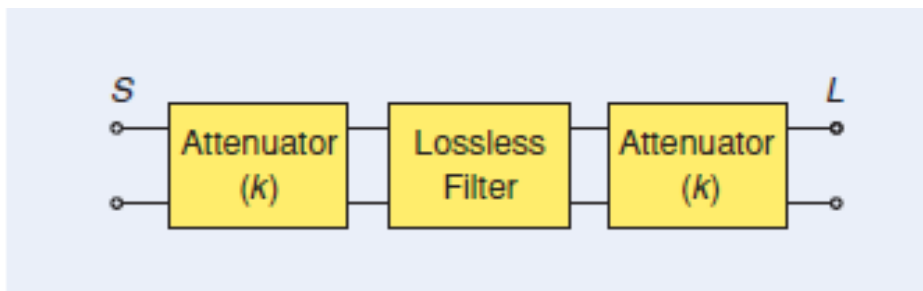 S
L
Attenuator
(k)
Lossless
Filter
Attenuator
(k)